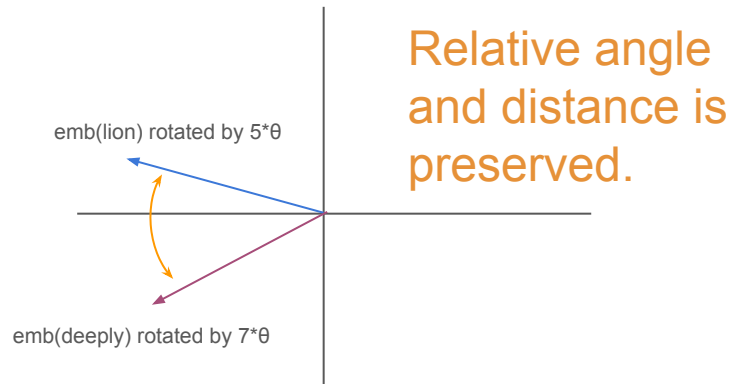 Relative angle
and distance is
preserved.
emb(lion) rotated by 5*θ
emb(deeply) rotated by 7*θ